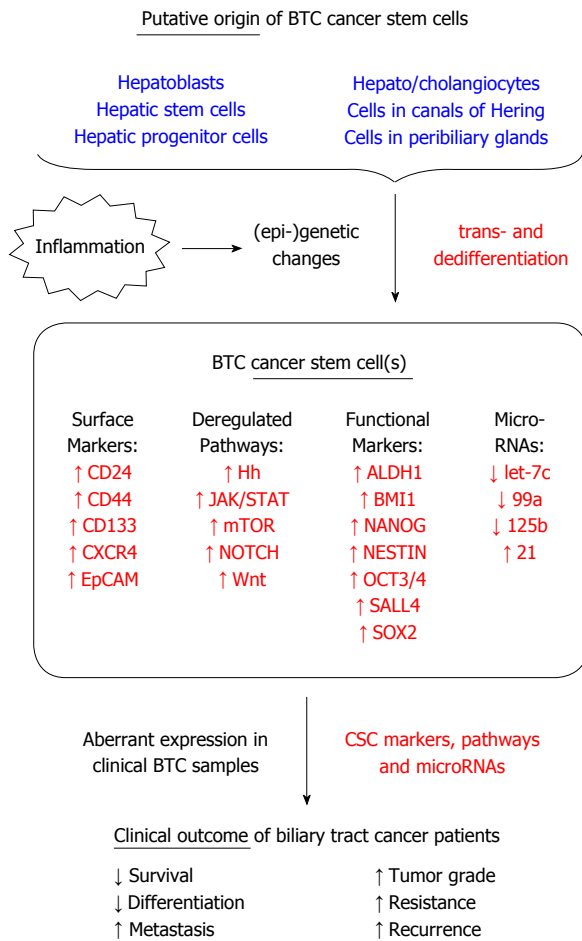 Putative origin of BTC cancer stem cells
Hepatoblasts
Hepatic stem cells
Hepatic progenitor cells
Hepato/cholangiocytes
Cells in canals of Hering
Cells in peribiliary glands
Inflammation
(epi-)genetic
changes
trans- and
dedifferentiation
BTC cancer stem cell(s)
Surface
Markers:
↑ CD24
↑ CD44
↑ CD133
↑ CXCR4
↑ EpCAM
Deregulated
Pathways:
↑ Hh
↑ JAK/STAT
↑ mTOR
↑ NOTCH
↑ Wnt
Functional
Markers:
↑ ALDH1
↑ BMI1
↑ NANOG
↑ NESTIN
↑ OCT3/4
↑ SALL4
↑ SOX2
Micro-
RNAs:
↓ let-7c
↓ 99a
↓ 125b
↑ 21
Aberrant expression in
clinical BTC samples
CSC markers, pathways
and microRNAs
Clinical outcome of biliary tract cancer patients
↓ Survival
↓ Differentiation
↑ Metastasis
↑ Tumor grade
↑ Resistance
↑ Recurrence